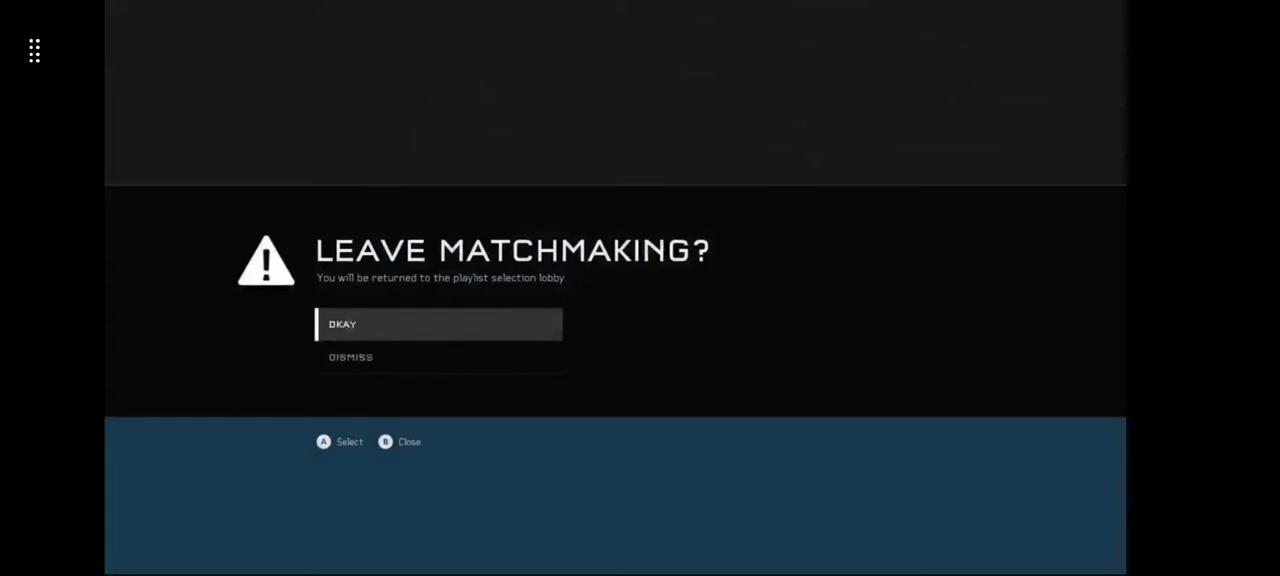 LEAVE MATCHMAKING?
You will be returned to the playlist selection lobby
OKAY
DISMISS
A Select B Close